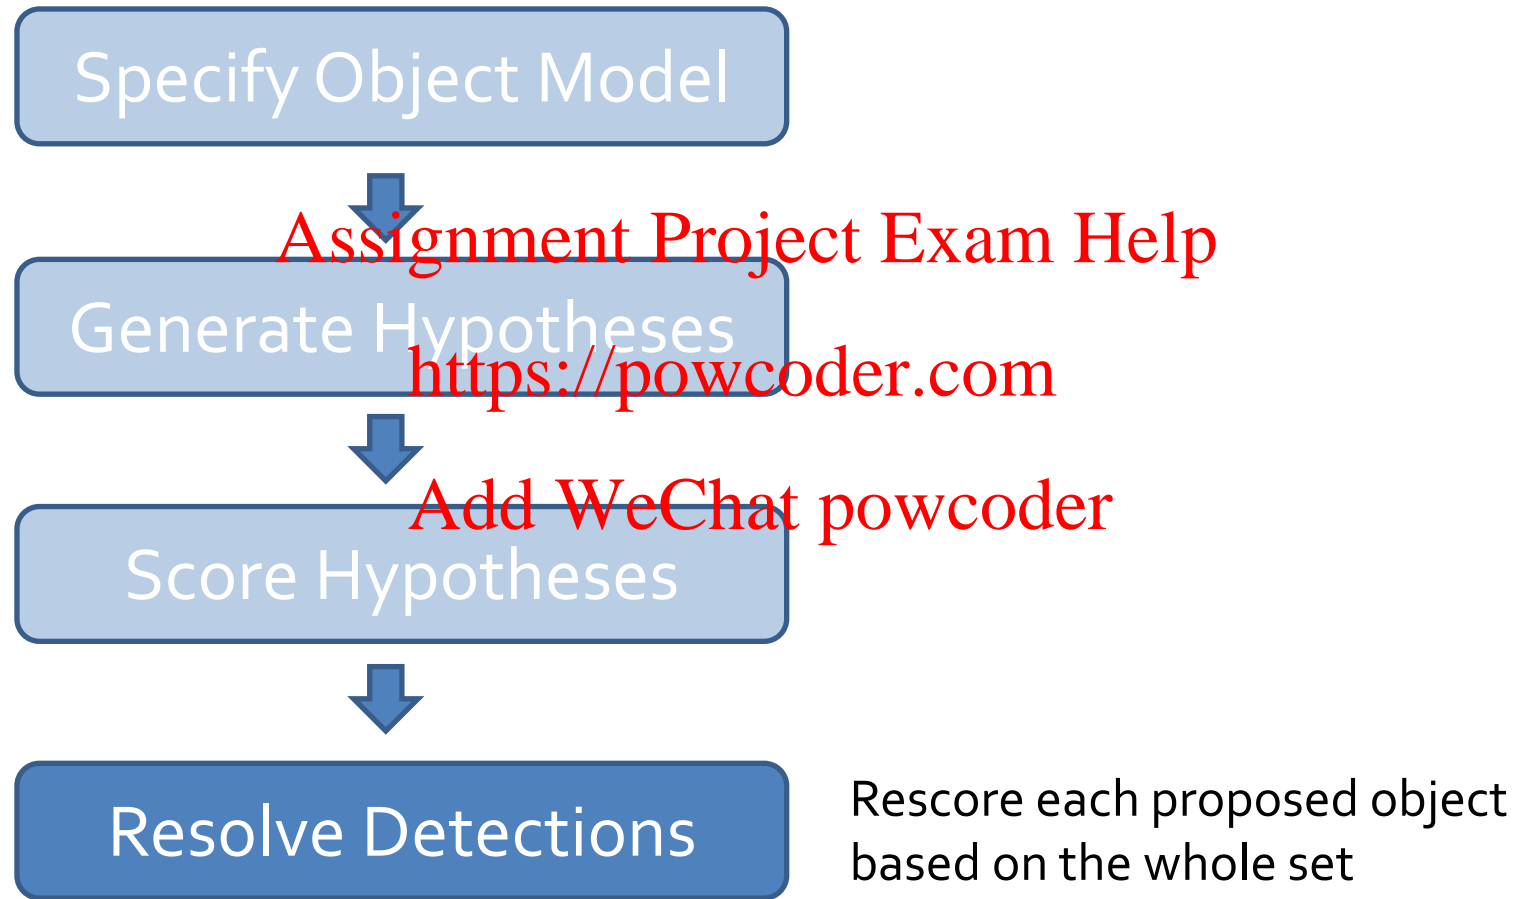 Specify Object Model
Assignment Project Exam Help
Generate Hypotheses
https://powcoder.com
Add WeChat powcoder
Score Hypotheses
Resolve Detections
Rescore each proposed object
based on the whole set